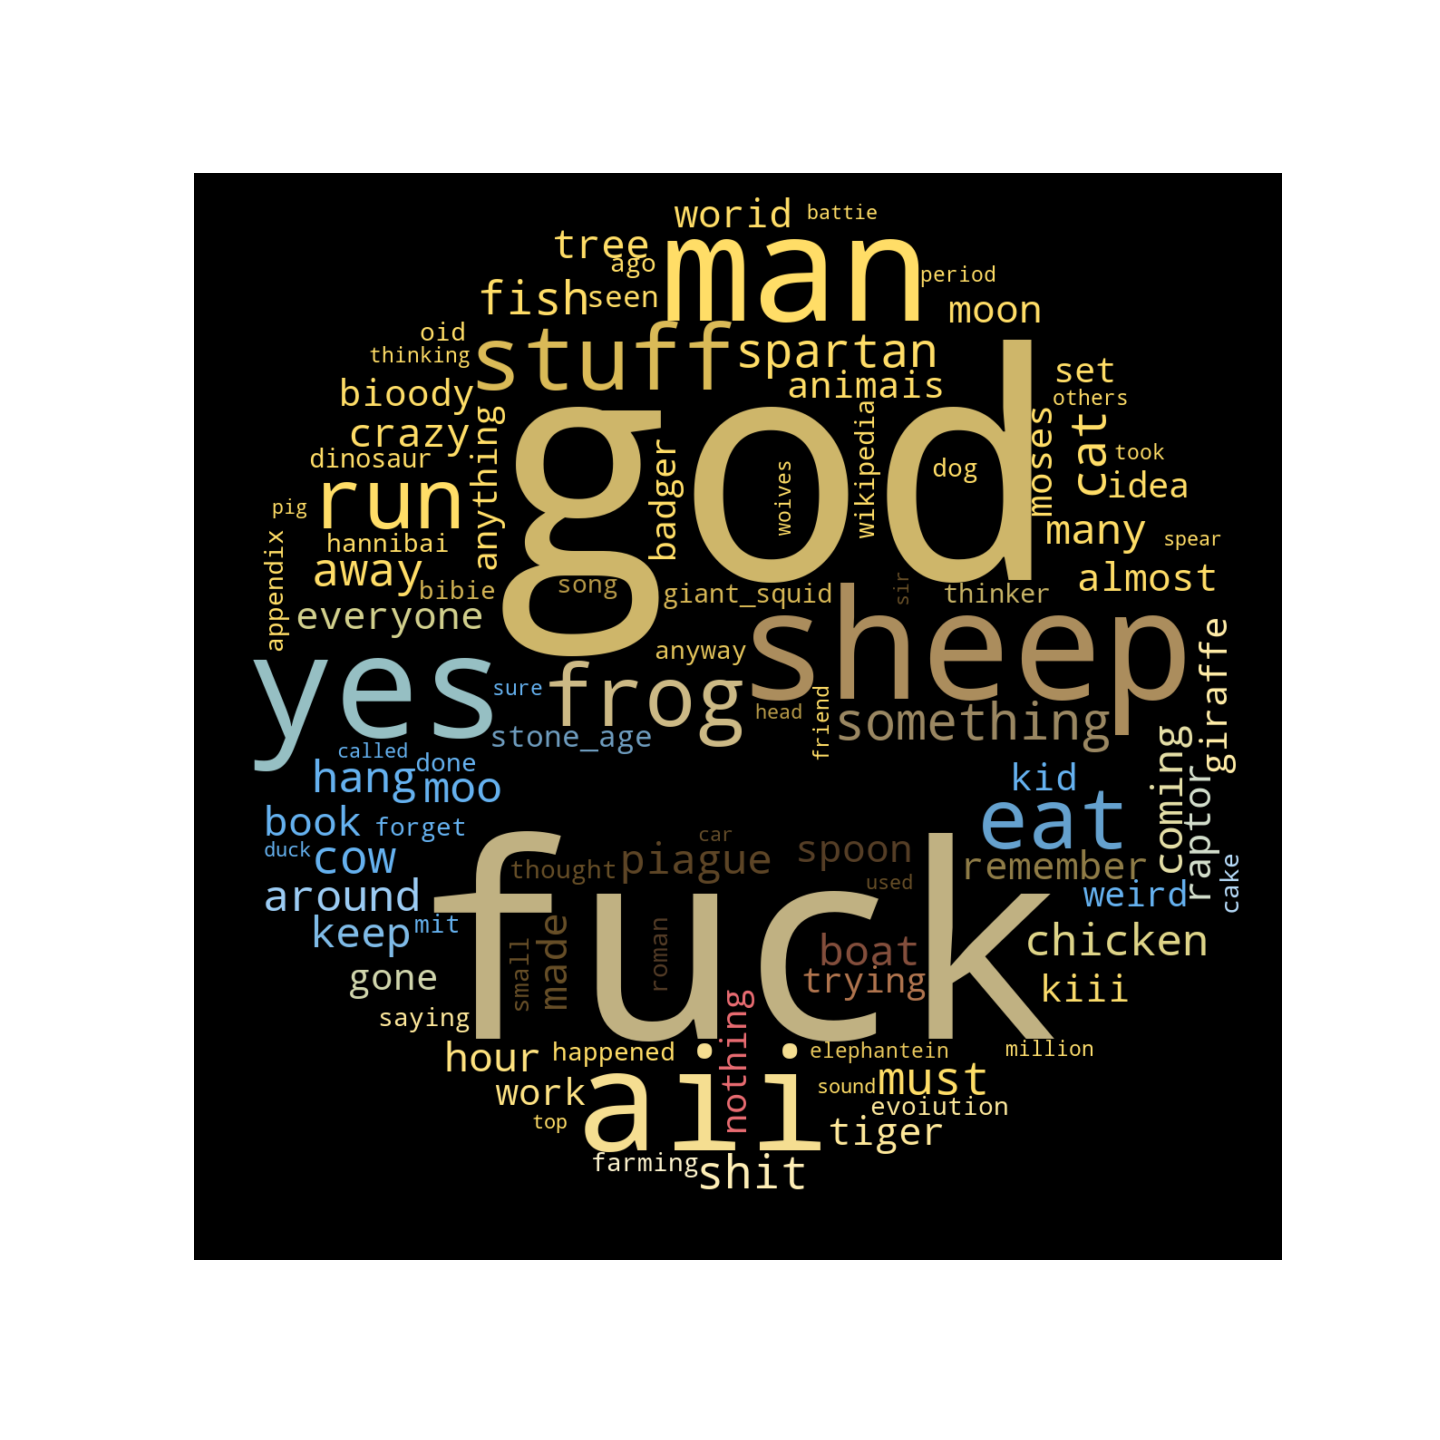 worid
battie
tree
man
ago
period
fish
seen
moon
oid
stuff
spartan
thinking
set
bioody
animais
others
god
crazy
anything
wikipedia
moses
cat
dinosaur
badger
woives
dog
took
run
idea
pig
many
hannibai
spear
appendix
away
almost
bibie
song
giant_squid
sir
thinker
everyone
sheep
giraffe
yes
anyway
sure
frog
head
friend
something
stone_age
called
done
coming
hang
moo
kid
raptor
book
forget
eat
duck
cow
car
thought
piague
spoon
remember
used
cake
around
fuck
weird
keep
mit
small
made
roman
boat
chicken
gone
trying
kiii
saying
nothing
hour
happened
elephantein
million
work
aii
sound
must
top
evoiution
tiger
farming
shit